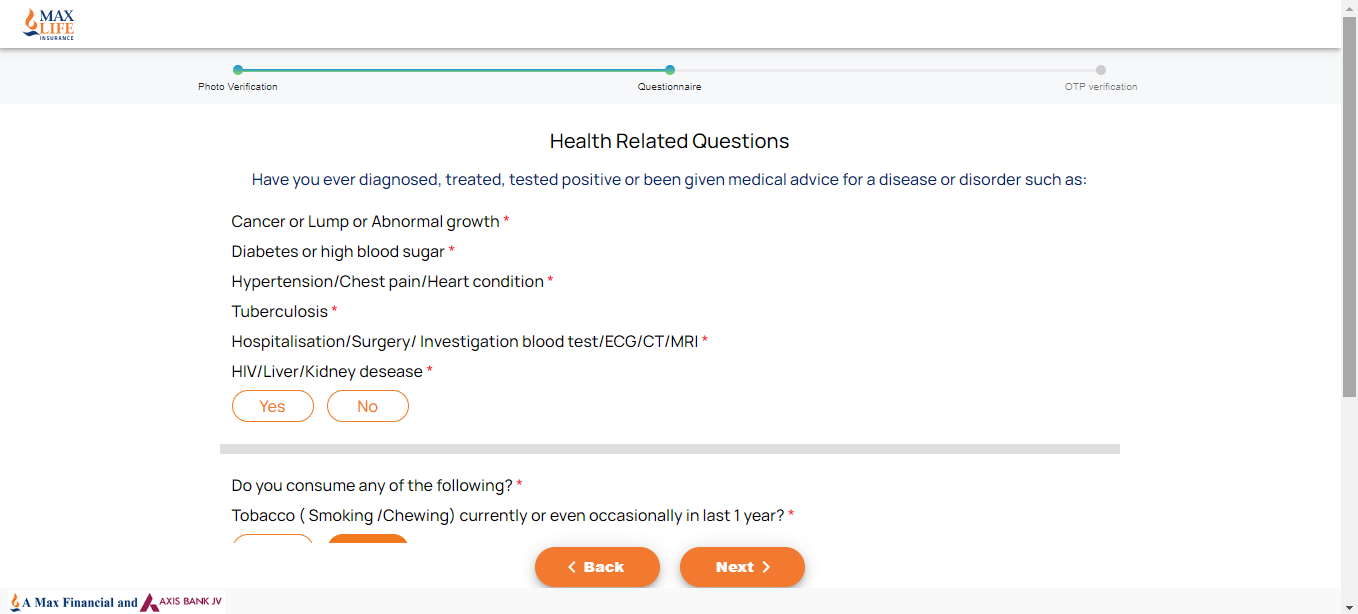 MAX
LIFE
INSURANCE
Photo Verification
Questionnaire
OTP verification
Health Related Questions
Have you ever diagnosed, treated, tested positive or been given medical advice for a disease or disorder such as:
Cancer or Lump or Abnormal growth *
Diabetes or high blood sugar *
Hypertension/Chest pain/Heart condition *
Tuberculosis *
Hospitalisation/Surgery/ Investigation blood test/ECG/CT/MRI *
HIV/Liver/Kidney desease *
Yes No
Do you consume any of the following? *
Tobacco ( Smoking /Chewing) currently or even occasionally in last 1 year? *
Back Next
A Max Financial and AXIS BANK JV